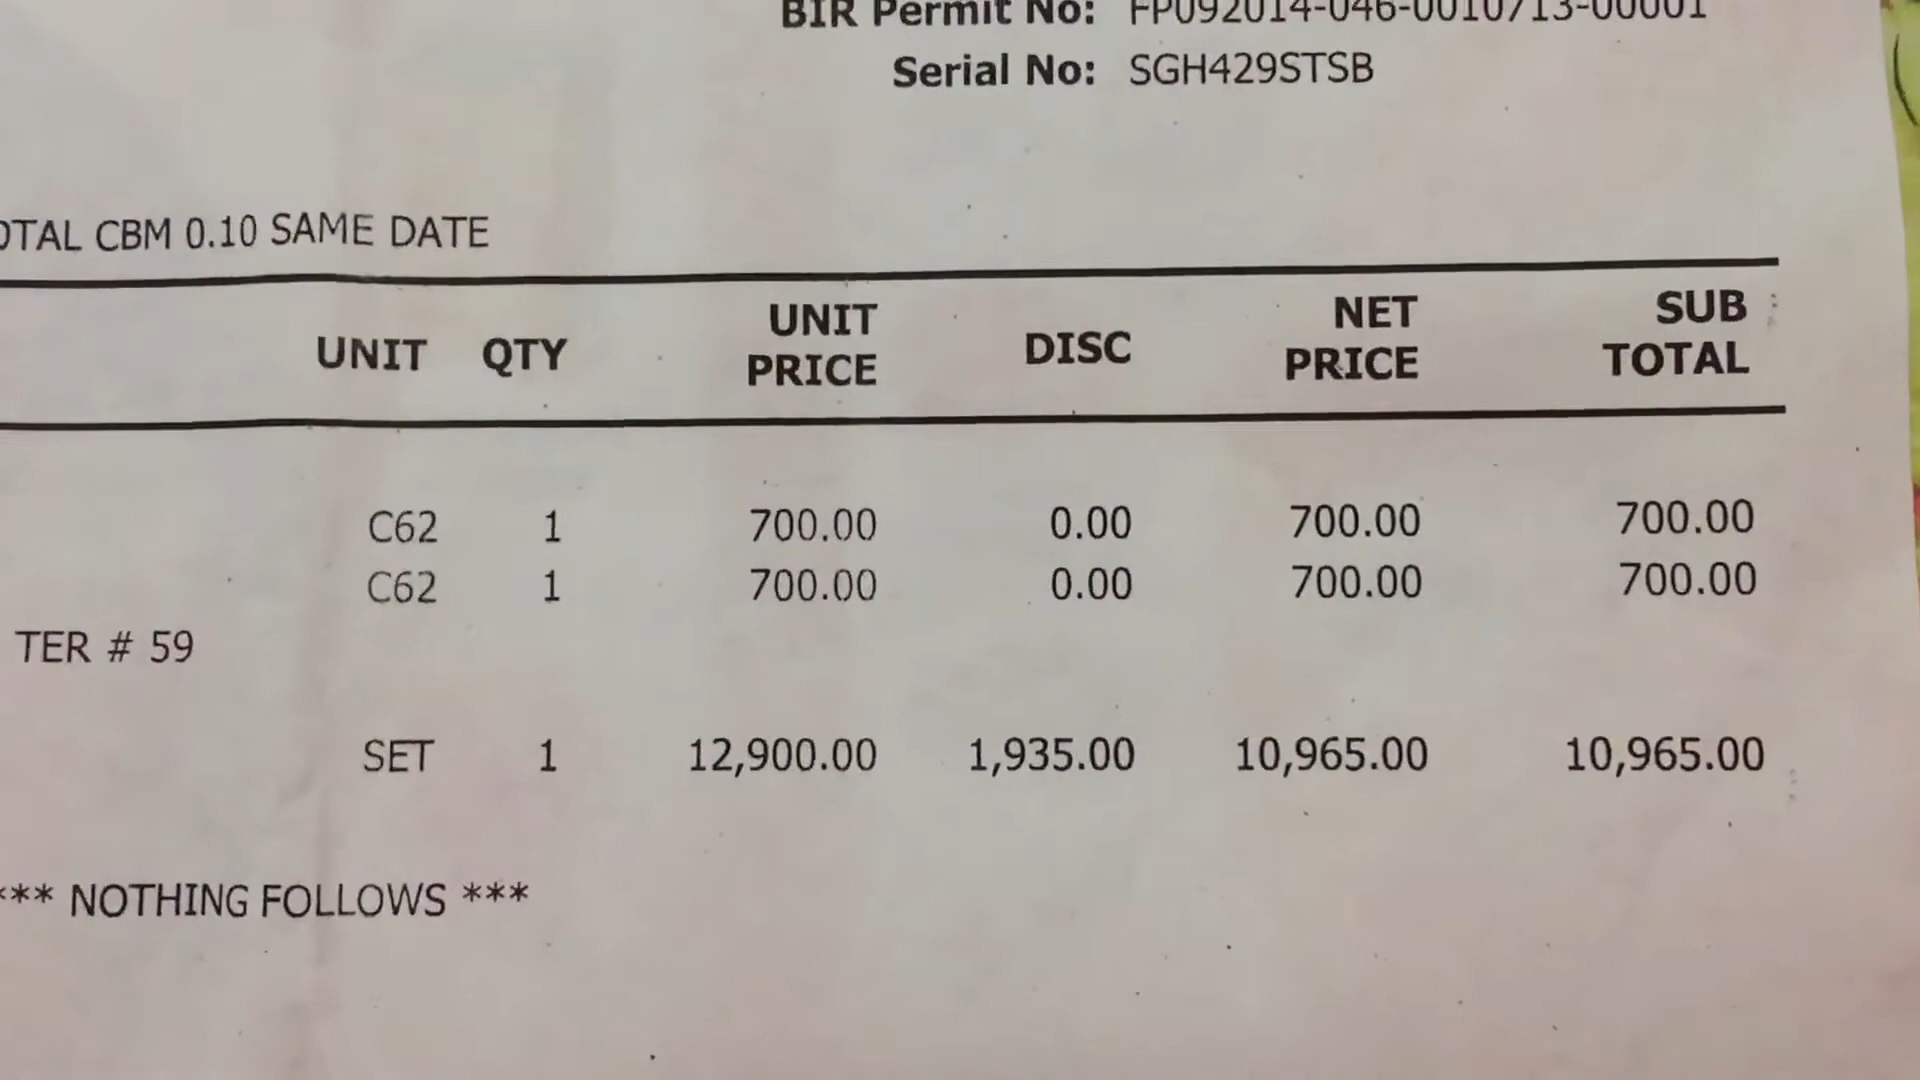 BIR Permit No: FP092014-046-0010713-00001
Serial No: SGH429STSB
OTAL CBM 0.10 SAME DATE
UNIT QTY UNIT PRICE DISC NET PRICE SUB TOTAL
C62 1 700.00 0.00 700.00 700.00
C62 1 700.00 0.00 700.00 700.00
TER # 59
SET 1 12,900.00 1,935.00 10,965.00 10,965.00
*** NOTHING FOLLOWS ***